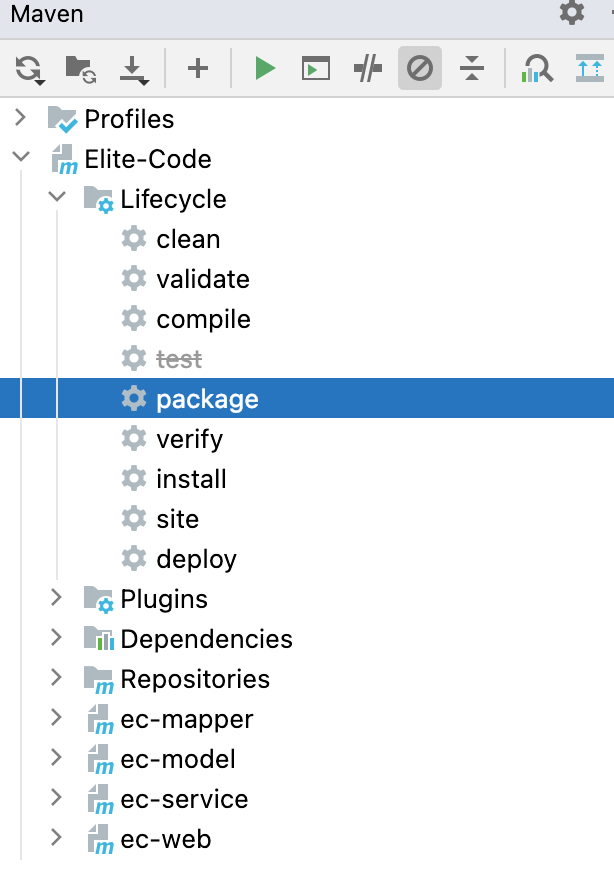 Maven
Profiles
Elite-Code
Lifecycle
clean
validate
compile
test
package
verify
install
site
deploy
Plugins
Dependencies
Repositories
ec-mapper
ec-model
ec-service
ec-web